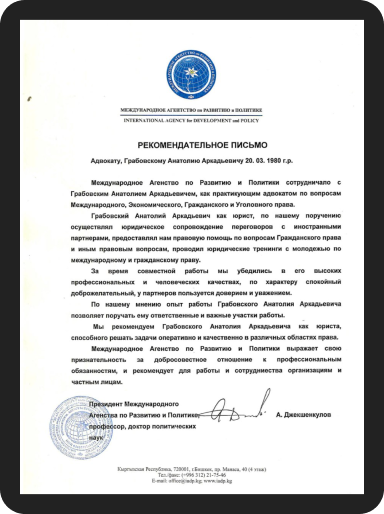 МЕЖДУНАРОДНОЕ АГЕНТСТВО по РАЗВИТИЮ и ПОЛИТИКЕ
INTERNATIONAL AGENCY for DEVELOPMENT and POLICY
РЕКОМЕНДАТЕЛЬНОЕ ПИСЬМО
Адвокату, Грабовскому Анатолию Аркадьевичу 20. 03. 1980 г.р.
Международное Агенство по Развитию и Политики сотрудничало с
Грабовским Анатолием Аркадьевичем, как практикующим адвокатом по вопросам
Международного, Экономического, Гражданского и Уголовного права.
Грабовский Анатолий Аркадьевич как юрист, по нашему поручению
осуществлял юридическое сопровождение переговоров с иностранными
партнерами, предоставлял нам правовую помощь по вопросам Гражданского права
и иным правовым вопросам, проводил юридические тренинги с молодежью по
международному и гражданскому праву.
За время совместной работы мы убедились в его высоких
профессиональных и человеческих качествах, по характеру спокойный
доброжелательный, у партнеров пользуется доверием и уважением.
По нашему мнению опыт работы Грабовского Анатолия Аркадьевича
позволяет поручать ему ответственные и важные участки работы.
Мы рекомендуем Грабовского Анатолия Аркадьевича как юриста,
способного решать задачи оперативно и качественно в различных областях права.
Международное Агенство по Развитию и Политики выражает свою
признательность за добросовестное отношение к профессиональным
обязанностям, и рекомендует для работы и сотрудничества организациям и
частным лицам.
Президент Международного
Агенства по Развитию и Политике, А. Джекшенкулов
профессор, доктор политических
наук
Кыргызская Республика, 720001, г.Бишкек, пр. Манаса, 40 (4 этаж)
Тел./факс: (+996 312) 21-75-46
E-mail: office@iadp.kg; www.iadp.kg